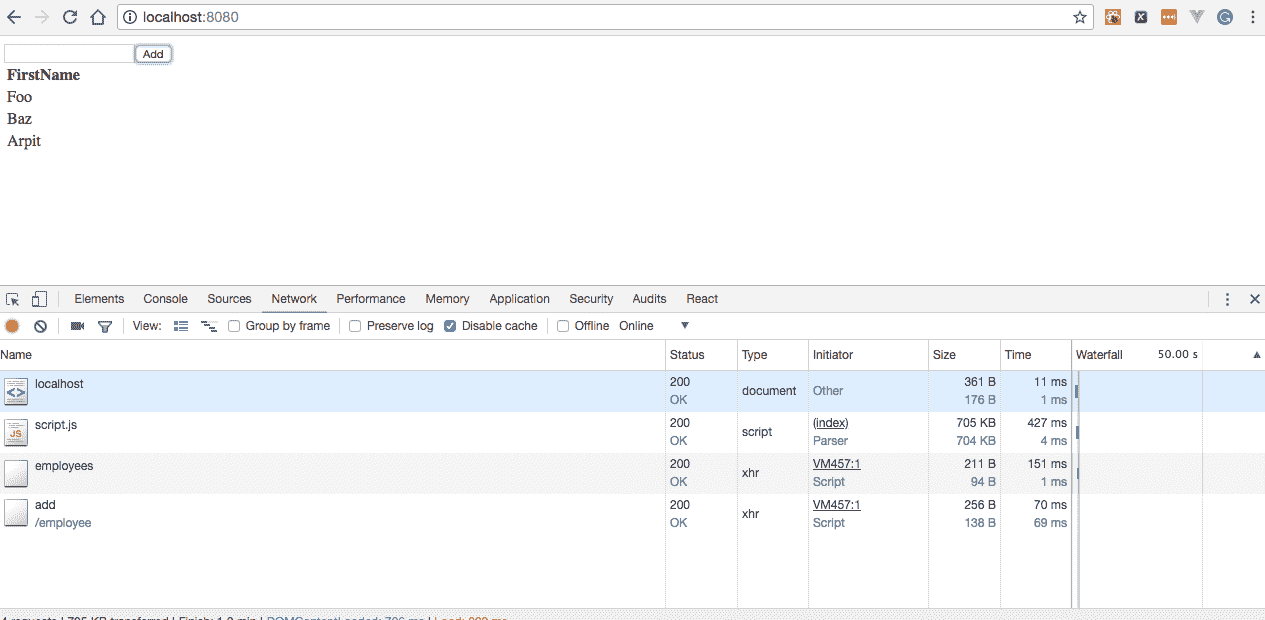 localhost:8080
Add
FirstName
Foo
Baz
Arpit
Elements Console Sources Network Performance Memory Application Security Audits React
View: Group by frame Preserve log Disable cache Offline Online
Name Status Type Initiator Size Time Waterfall 50.00 s
localhost 200 OK document Other 361 B 176 B 11 ms 1 ms
script.js 200 OK script (index) Parser 705 KB 704 KB 427 ms 4 ms
employees 200 OK xhr VM457:1 Script 211 B 94 B 151 ms 1 ms
add /employee 200 OK xhr VM457:1 Script 256 B 138 B 70 ms 69 ms